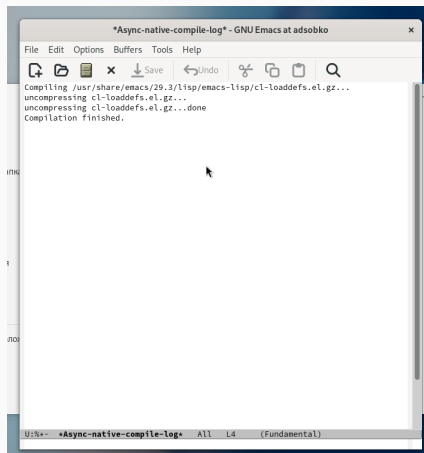 *Async-native-compile-log* - GNU Emacs at adsobko
File Edit Options Buffers Tools Help
Save Undo
Compiling /usr/share/emacs/29.3/lisp/emacs-lisp/cl-loaddefs.el.gz...
uncompressing cl-loaddefs.el.gz...
uncompressing cl-loaddefs.el.gz...done
Compilation finished.
U:%*- *Async-native-compile-log* All L4 (Fundamental)